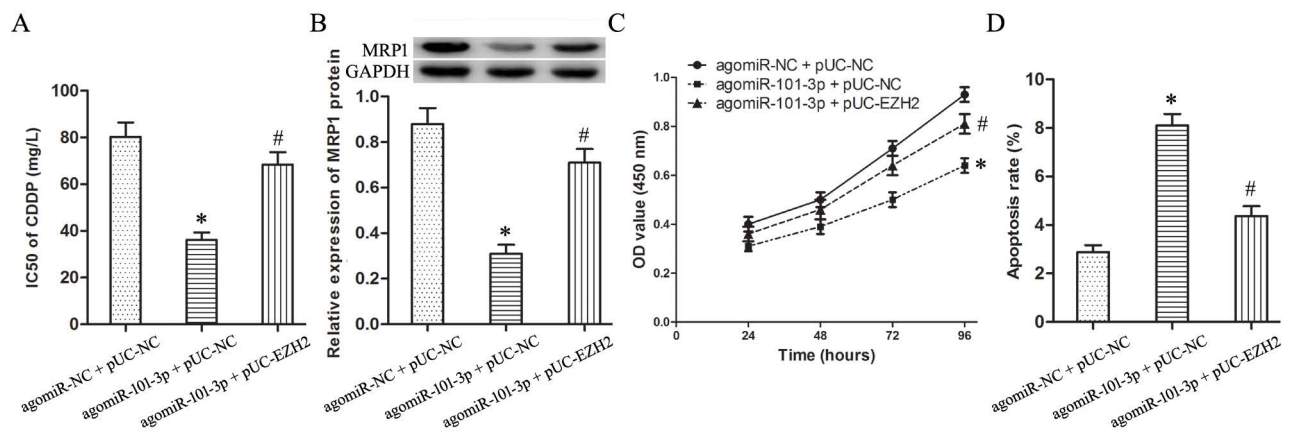 A
IC50 of CDDP (mg/L)
100
80
60
40
20
0
*
#
agomiR-NC + pUC-NC
agomiR-101-3p + pUC-NC
agomiR-101-3p + pUC-EZH2
B
MRP1
GAPDH
Relative expression of MRP1 protein
1.0
0.8
0.6
0.4
0.2
0.0
*
#
agomiR-NC + pUC-NC
agomiR-101-3p + pUC-NC
agomiR-101-3p + pUC-EZH2
C
agomiR-NC + pUC-NC
agomiR-101-3p + pUC-NC
agomiR-101-3p + pUC-EZH2
OD value (450 nm)
1.0
0.8
0.6
0.4
0.2
0.0
#
*
0 24 48 72 96
Time (hours)
D
Apoptosis rate (%)
10
8
6
4
2
0
*
#
agomiR-NC + pUC-NC
agomiR-101-3p + pUC-NC
agomiR-101-3p + pUC-EZH2